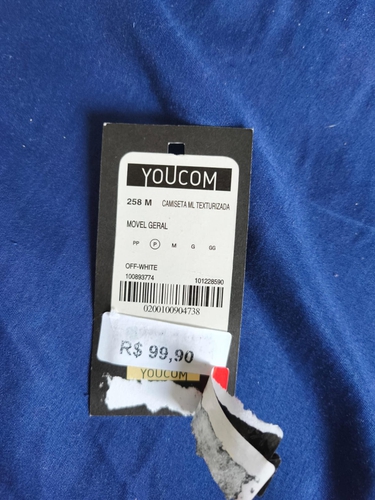 YOUCOM
258 M CAMISETA ML TEXTURIZADA
MOVEL GERAL
PP P M G GG
OFF-WHITE
100893774 101228590
0200100904738
R$ 99,90
YOUCOM